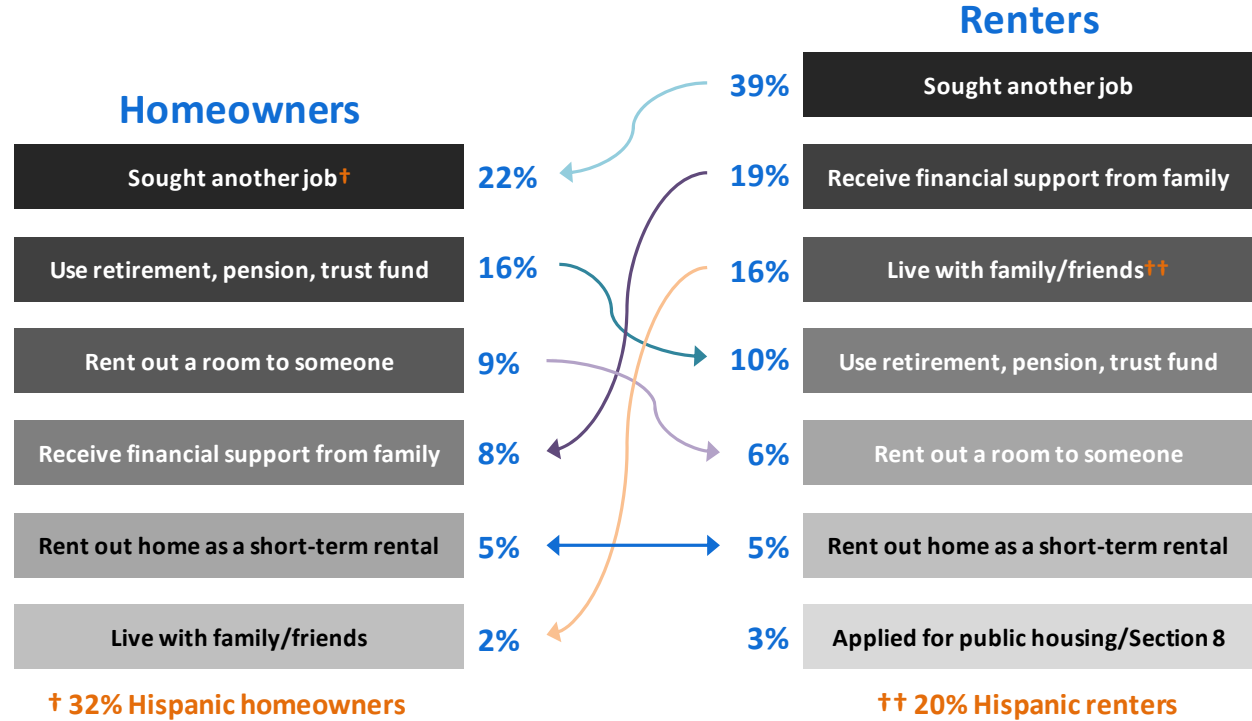 Homeowners
Sought another job† 22%
Use retirement, pension, trust fund 16%
Rent out a room to someone 9%
Receive financial support from family 8%
Rent out home as a short-term rental 5%
Live with family/friends 2%
† 32% Hispanic homeowners
Renters
39% Sought another job
19% Receive financial support from family
16% Live with family/friends††
10% Use retirement, pension, trust fund
6% Rent out a room to someone
5% Rent out home as a short-term rental
3% Applied for public housing/Section 8
†† 20% Hispanic renters